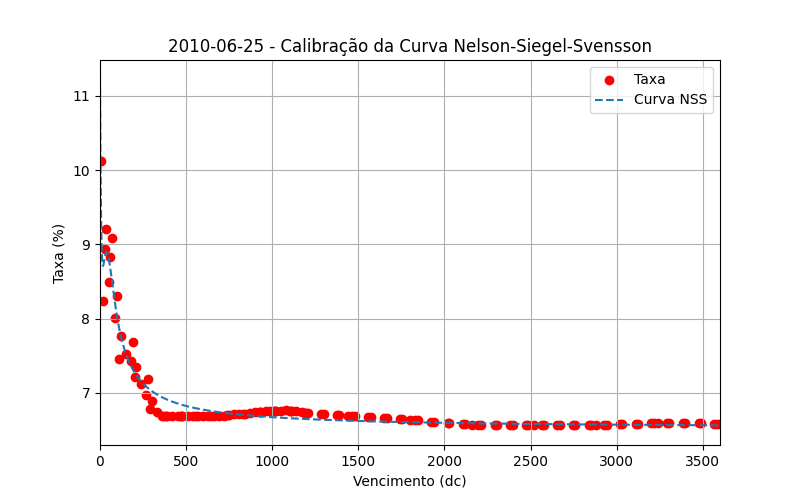 2010-06-25 - Calibração da Curva Nelson-Siegel-Svensson
Taxa
Curva NSS
Taxa (%)
11
10
9
8
7
0 500 1000 1500 2000 2500 3000 3500
Vencimento (dc)